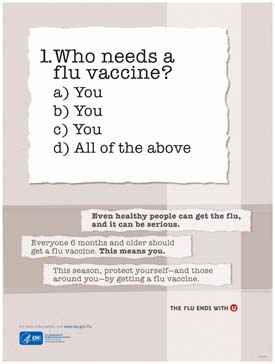 1. Who needs a
flu vaccine?
a) You
b) You
c) You
d) All of the above
Even healthy people can get the flu,
and it can be serious.
Everyone 6 months and older should
get a flu vaccine. This means you.
This season, protect yourself—and those
around you—by getting a flu vaccine.
THE FLU ENDS WITH U
For more information, visit www.cdc.gov/flu
CDC